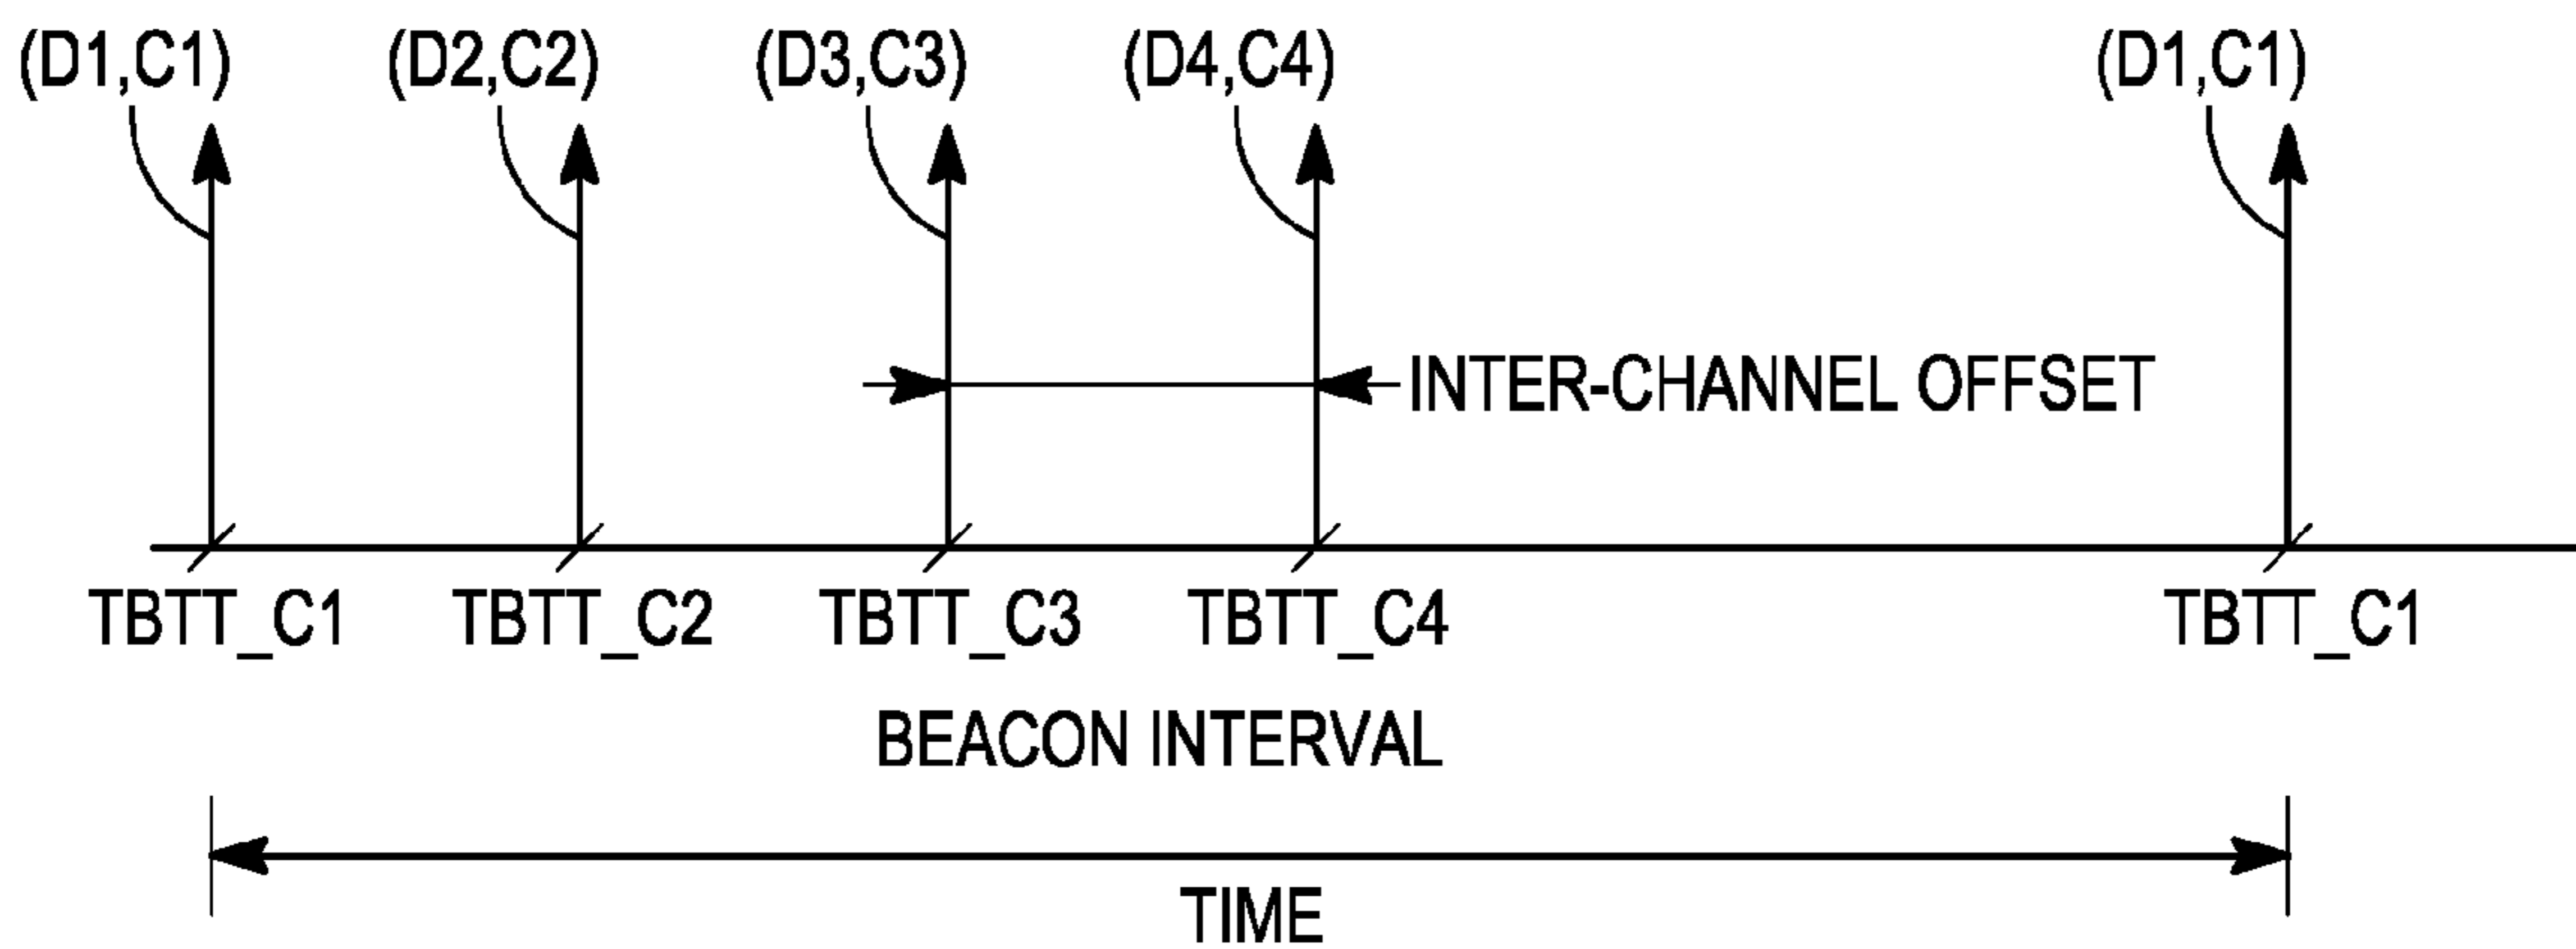 (D1,C1) (D2,C2) (D3,C3) (D4,C4) (D1,C1)
INTER-CHANNEL OFFSET
TBTT_C1 TBTT_C2 TBTT_C3 TBTT_C4 TBTT_C1
BEACON INTERVAL
TIME